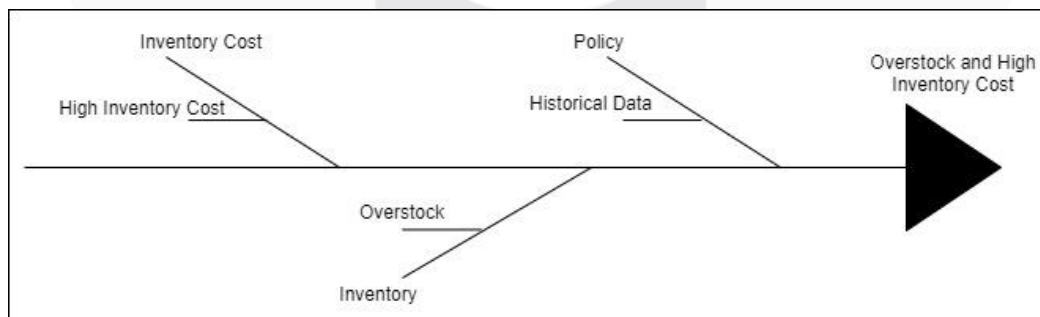 Inventory Cost
Policy
Overstock and High
Inventory Cost
High Inventory Cost
Historical Data
Overstock
Inventory